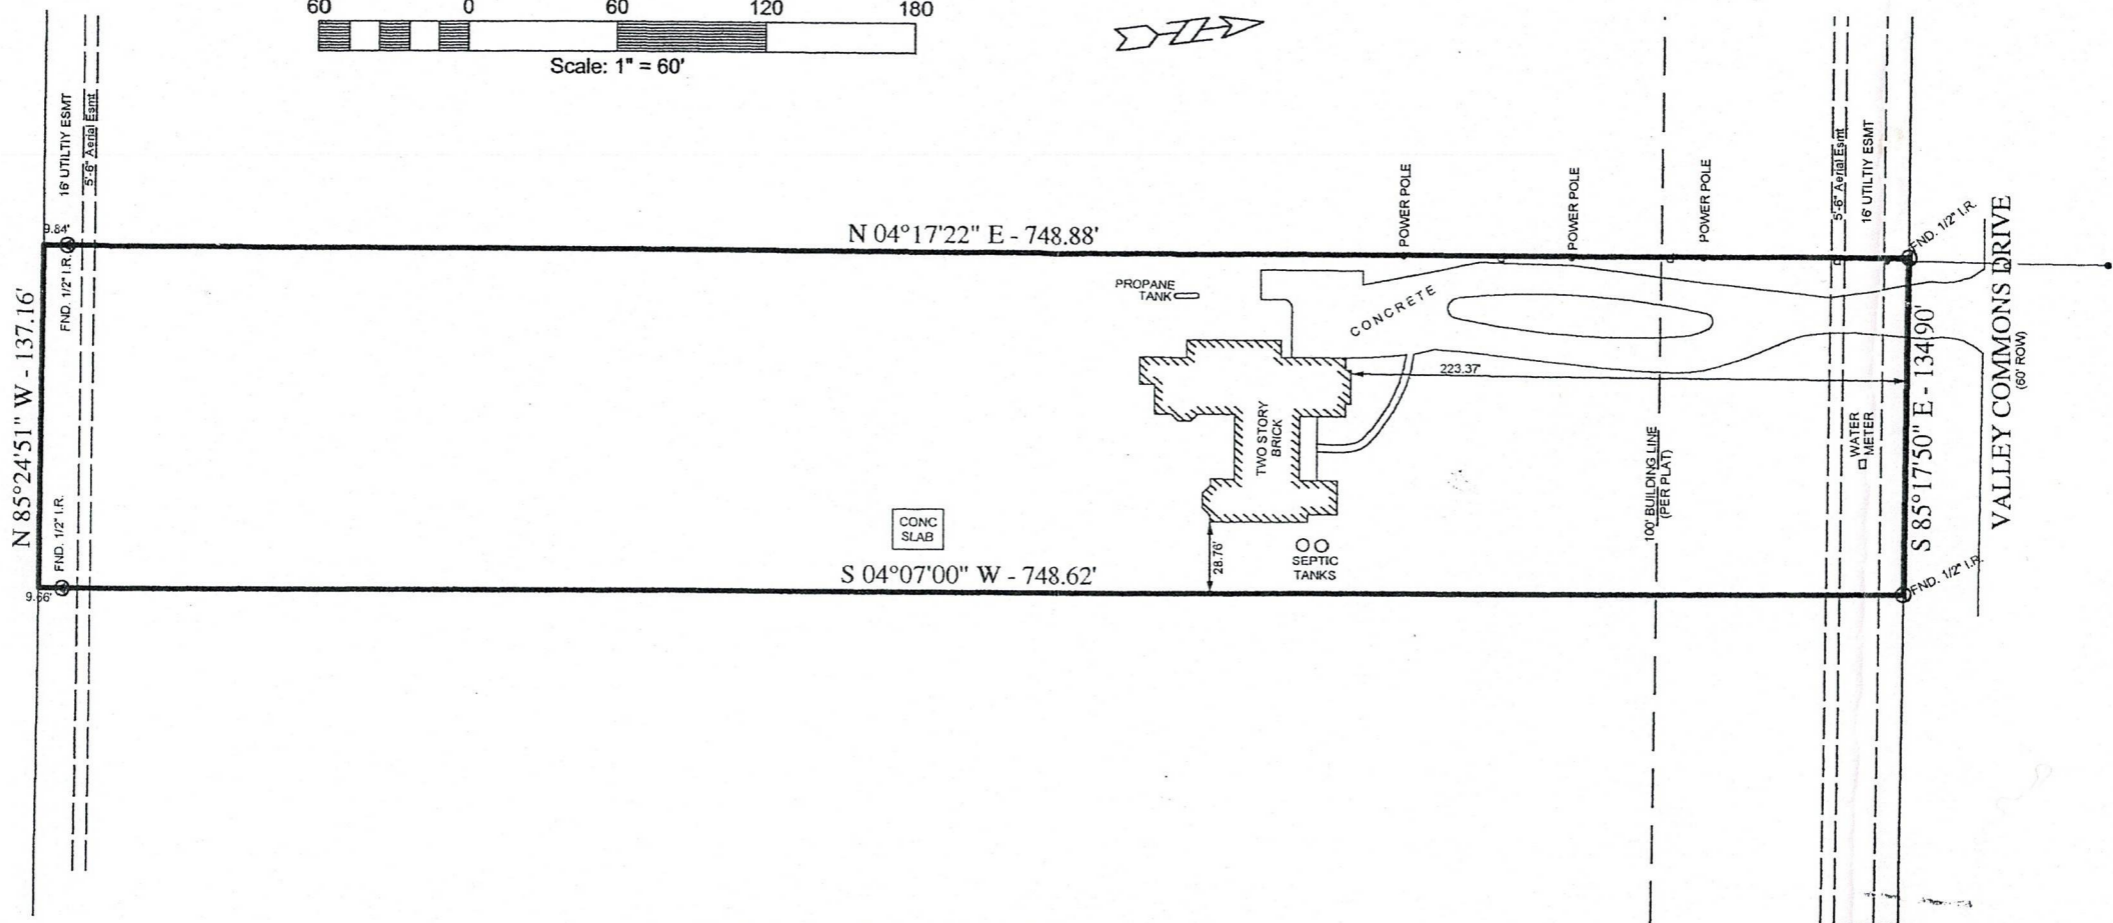 60 0 60 120 180
Scale: 1" = 60'
16' UTILTIY ESMT
5'-6" Aerial Esmt
9.84'
FND. 1/2" I.R.
N 85°24'51" W - 137.16'
FND. 1/2" I.R.
9.66'
N 04°17'22" E - 748.88'
POWER POLE
POWER POLE
POWER POLE
5'-6" Aerial Esmt
16' UTILTIY ESMT
FND. 1/2" I.R.
PROPANE
TANK
CONCRETE
223.37'
TWO STORY
BRICK
100' BUILDING LINE
(PER PLAT)
WATER
METER
S 85°17'50" E - 134.90'
VALLEY COMMONS DRIVE
(60' ROW)
CONC
SLAB
28.76'
SEPTIC
TANKS
S 04°07'00" W - 748.62'
FND. 1/2" I.R.